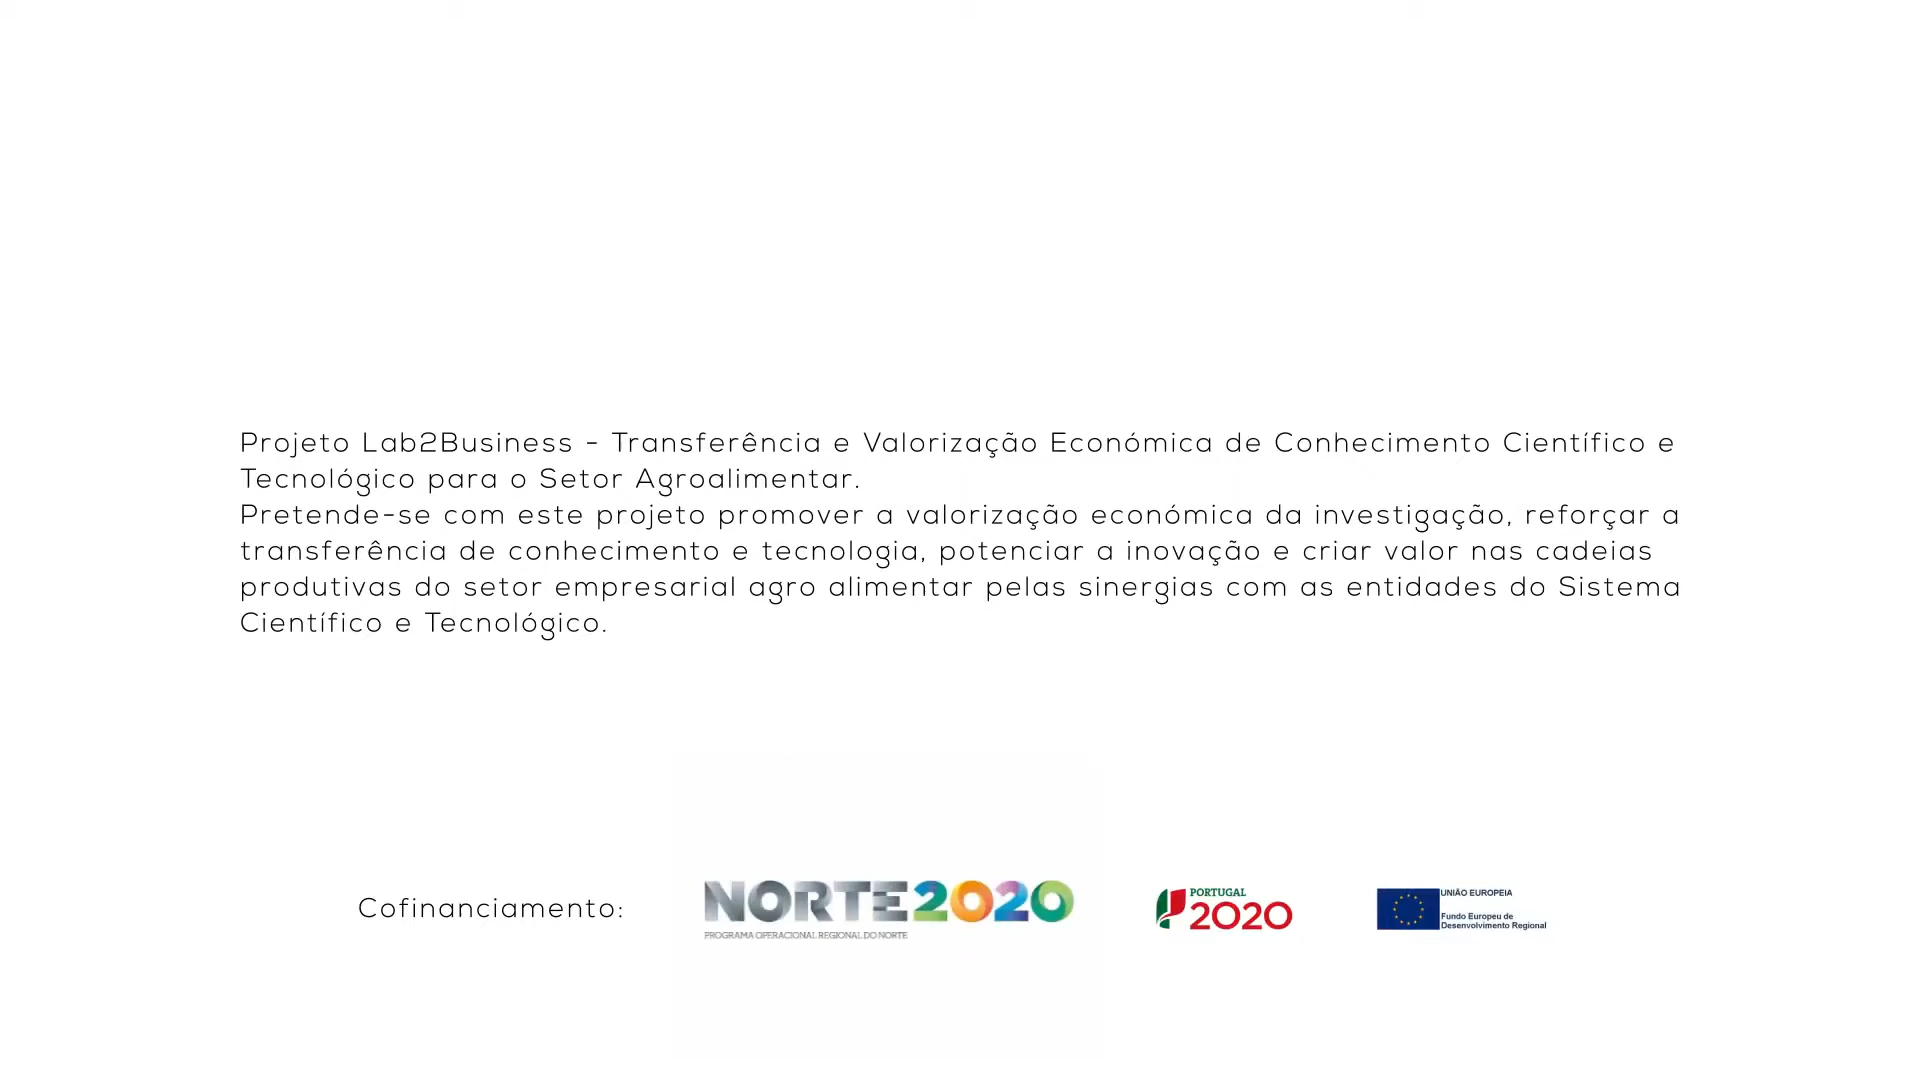 Projeto Lab2Business - Transferência e Valorização Económica de Conhecimento Científico e
Tecnológico para o Setor Agroalimentar.
Pretende-se com este projeto promover a valorização económica da investigação, reforçar a
transferência de conhecimento e tecnologia, potenciar a inovação e criar valor nas cadeias
produtivas do setor empresarial agro alimentar pelas sinergias com as entidades do Sistema
Científico e Tecnológico.
Cofinanciamento:
NORTE2020
PROGRAMA OPERACIONAL REGIONAL DO NORTE
PORTUGAL
2020
UNIÃO EUROPEIA
Fundo Europeu de
Desenvolvimento Regional